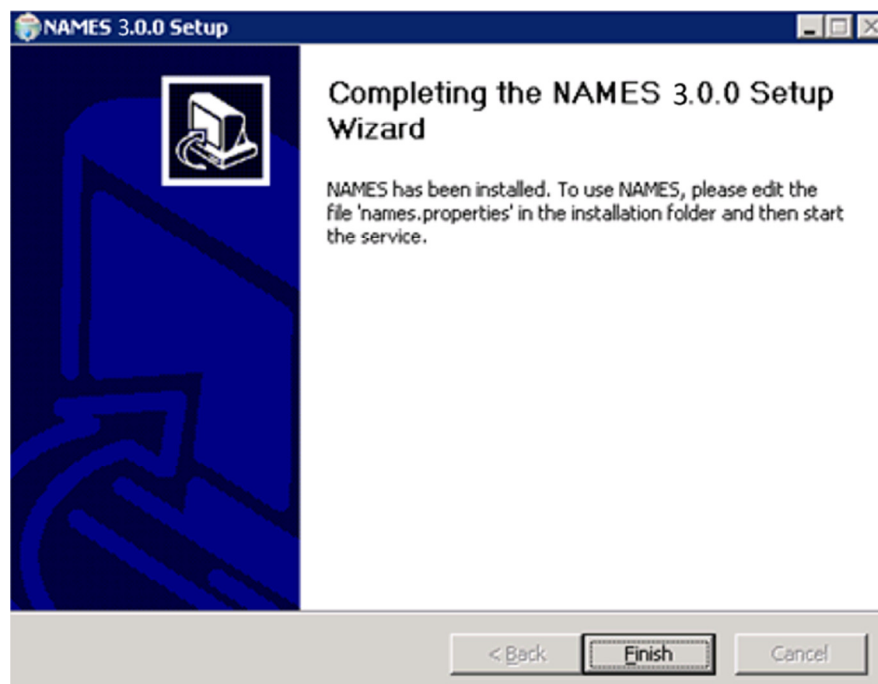 NAMES 3.0.0 Setup
Completing the NAMES 3.0.0 Setup
Wizard
NAMES has been installed. To use NAMES, please edit the
file 'names.properties' in the installation folder and then start
the service.
< Back
Finish
Cancel